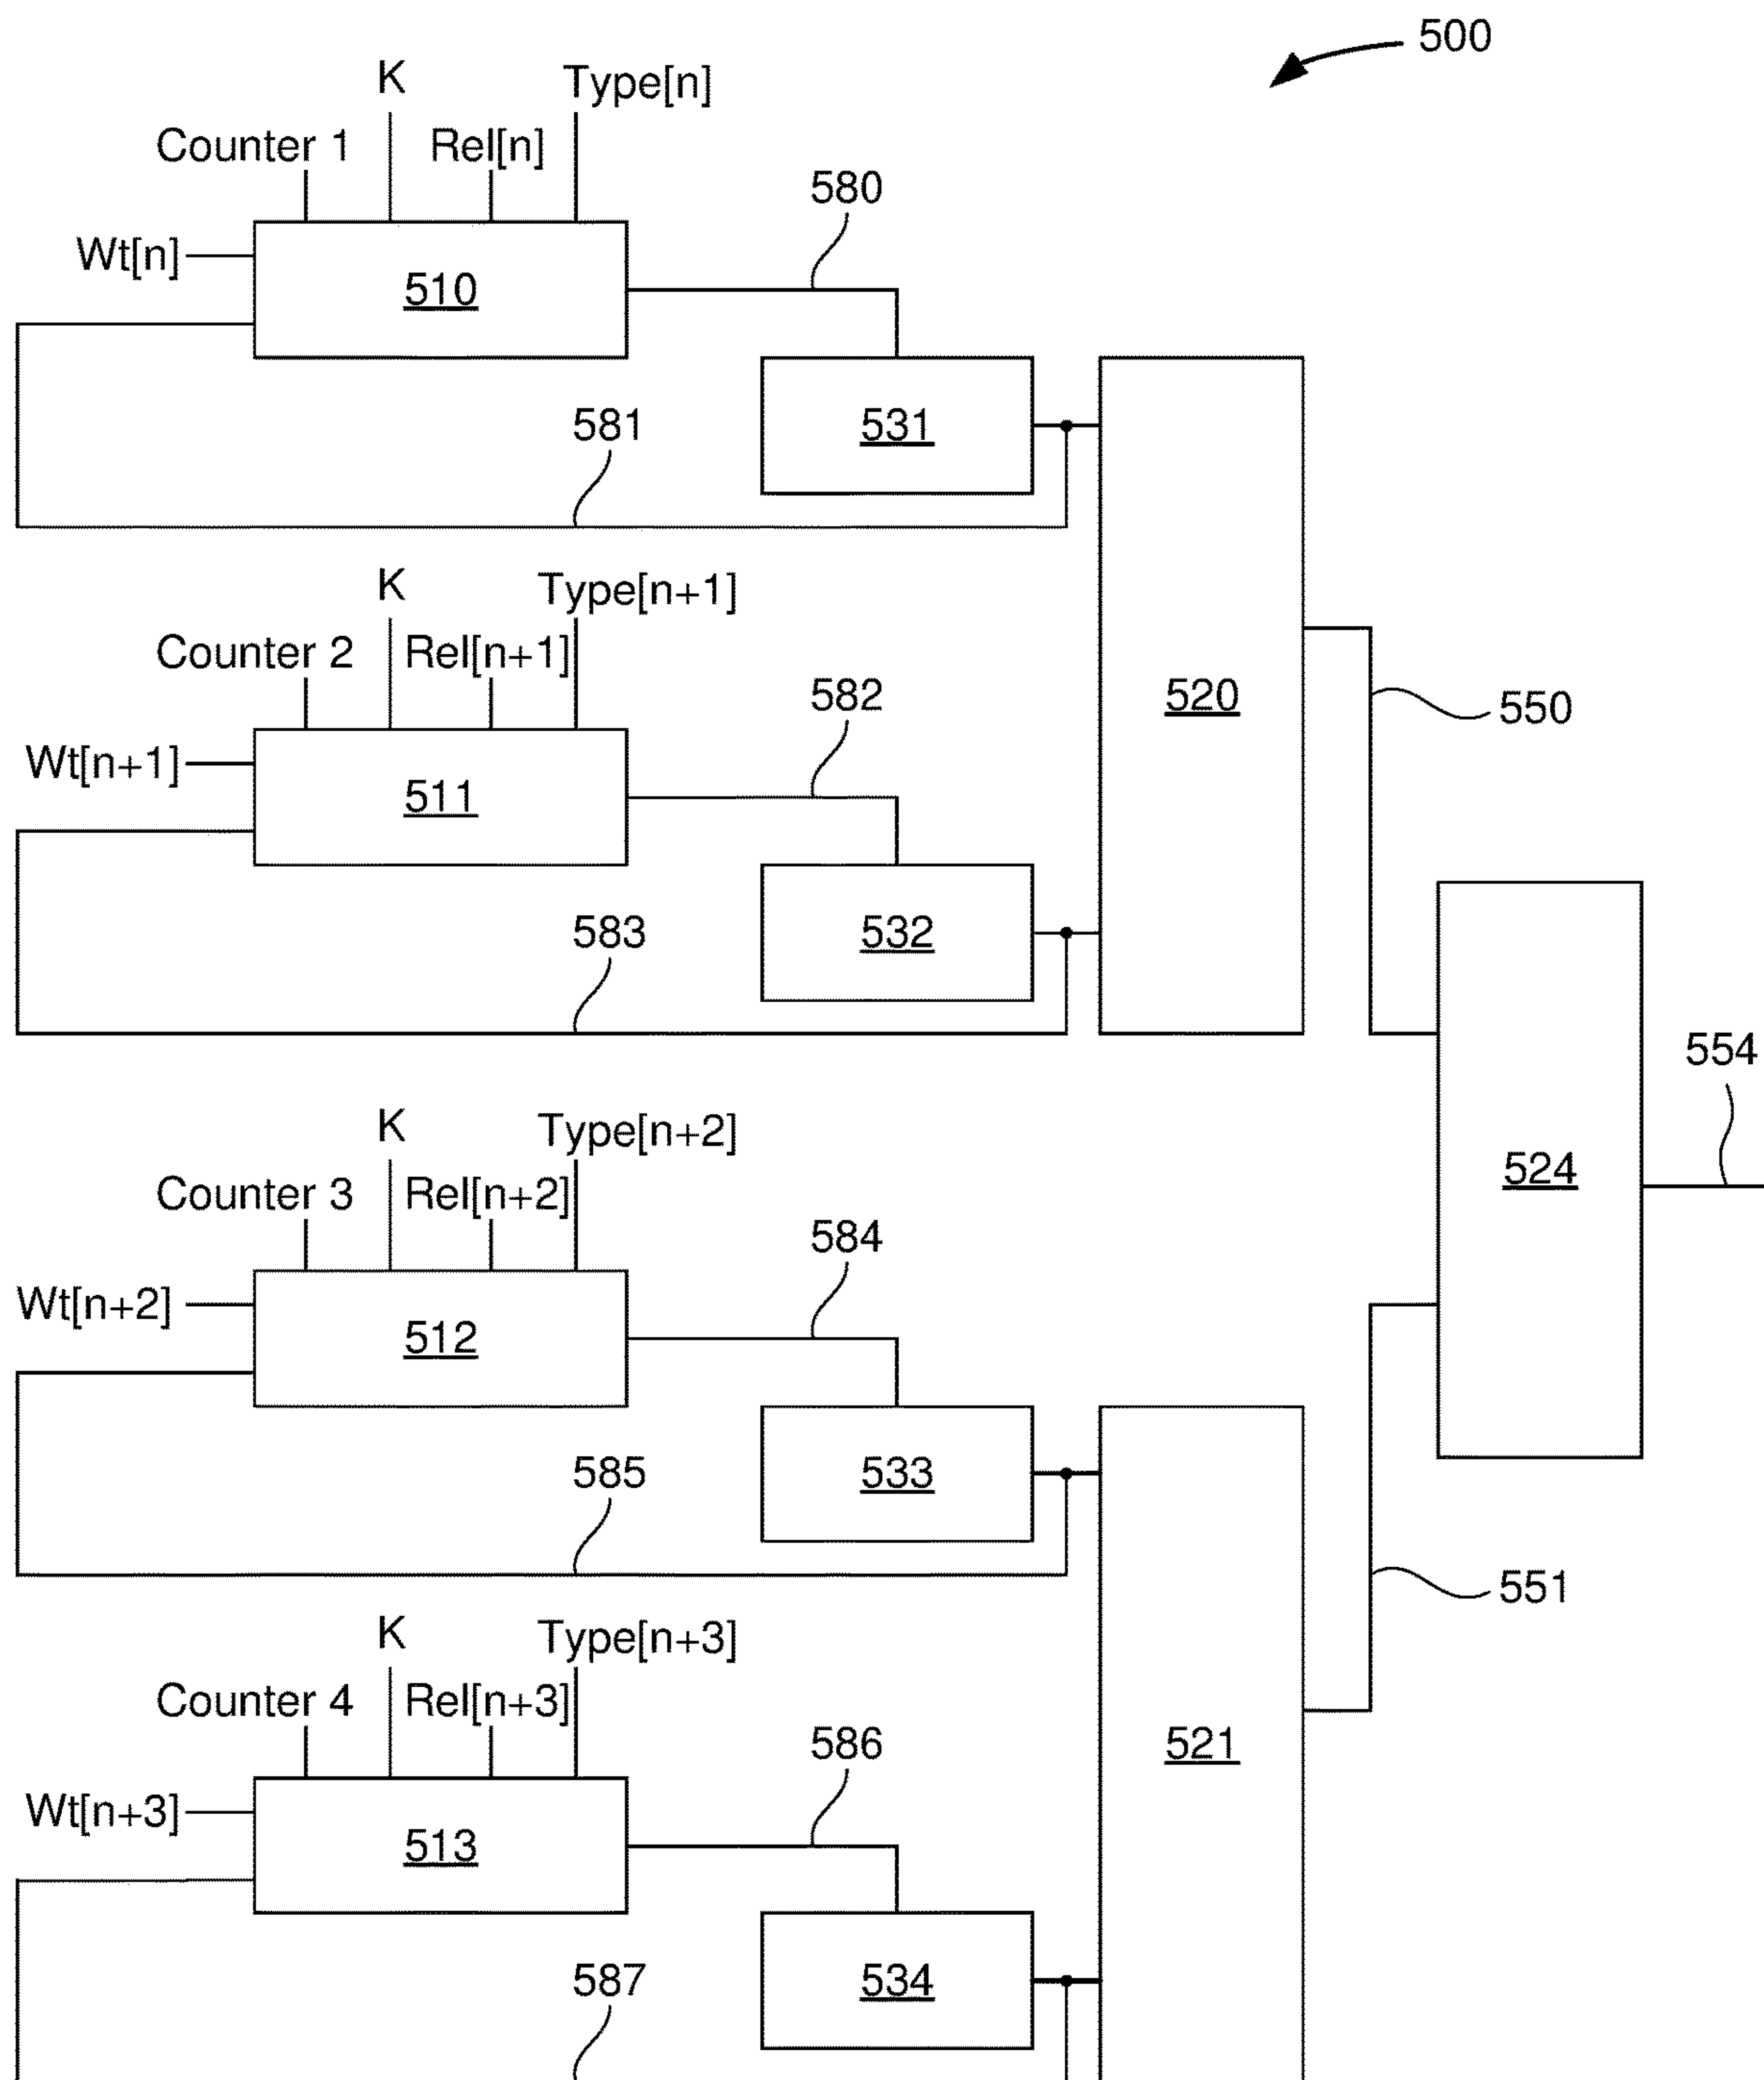 500
K
Type[n]
Counter 1
Rel[n]
580
Wt[n]
510
531
581
K
Type[n+1]
Counter 2
Rel[n+1]
582
520
550
Wt[n+1]
511
532
583
554
K
Type[n+2]
524
Counter 3
Rel[n+2]
584
Wt[n+2]
512
533
585
551
K
Type[n+3]
Counter 4
Rel[n+3]
586
521
Wt[n+3]
513
534
587